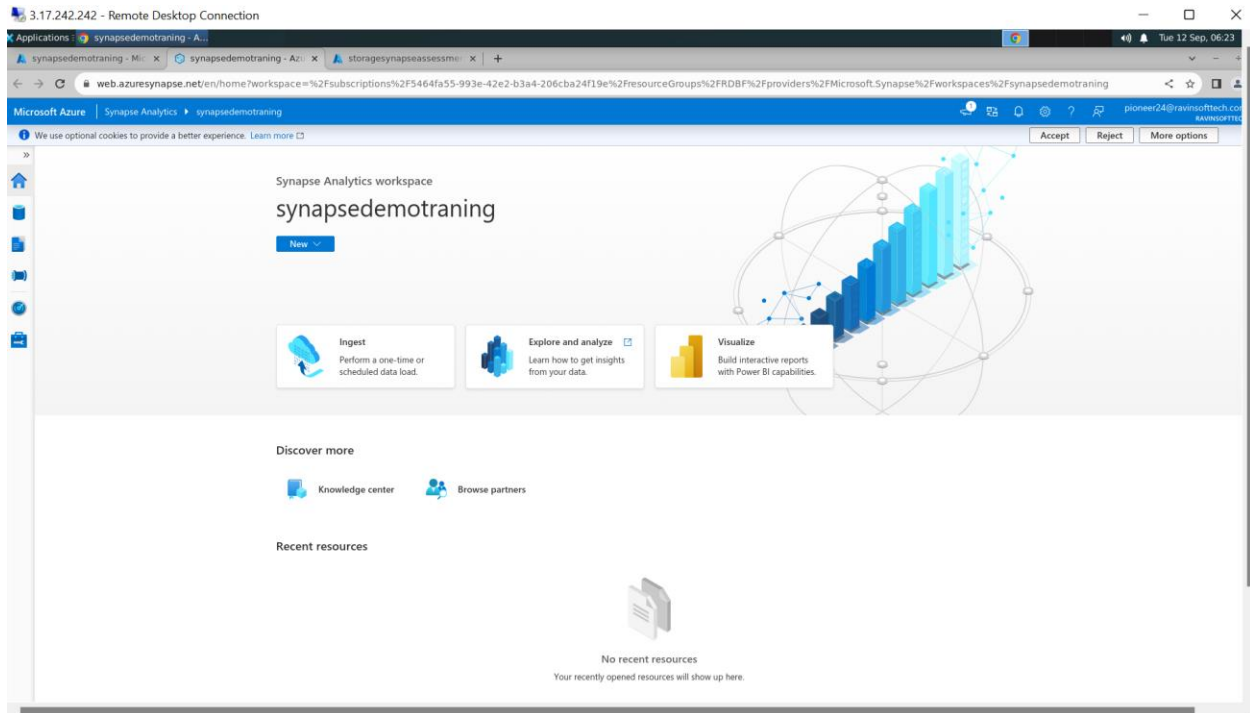 3.17.242.242 - Remote Desktop Connection
Applications synapsedemotraning - A...
Tue 12 Sep, 06:23
synapsedemotraning - Mic synapsedemotraning - Azu storagesynapseassessmen
web.azuresynapse.net/en/home?workspace=%2Fsubscriptions%2F5464fa55-993e-42e2-b3a4-206cba24f19e%2FresourceGroups%2FRDBF%2Fproviders%2FMicrosoft.Synapse%2Fworkspaces%2Fsynapsedemotraning
Microsoft Azure Synapse Analytics synapsedemotraning
1
pioneer24@ravinsofttech.co
RAVINSOFTTEC
We use optional cookies to provide a better experience. Learn more
Accept Reject More options
Synapse Analytics workspace
synapsedemotraning
New
Ingest
Perform a one-time or
scheduled data load.
Explore and analyze
Learn how to get insights
from your data.
Visualize
Build interactive reports
with Power BI capabilities.
Discover more
Knowledge center Browse partners
Recent resources
No recent resources
Your recently opened resources will show up here.